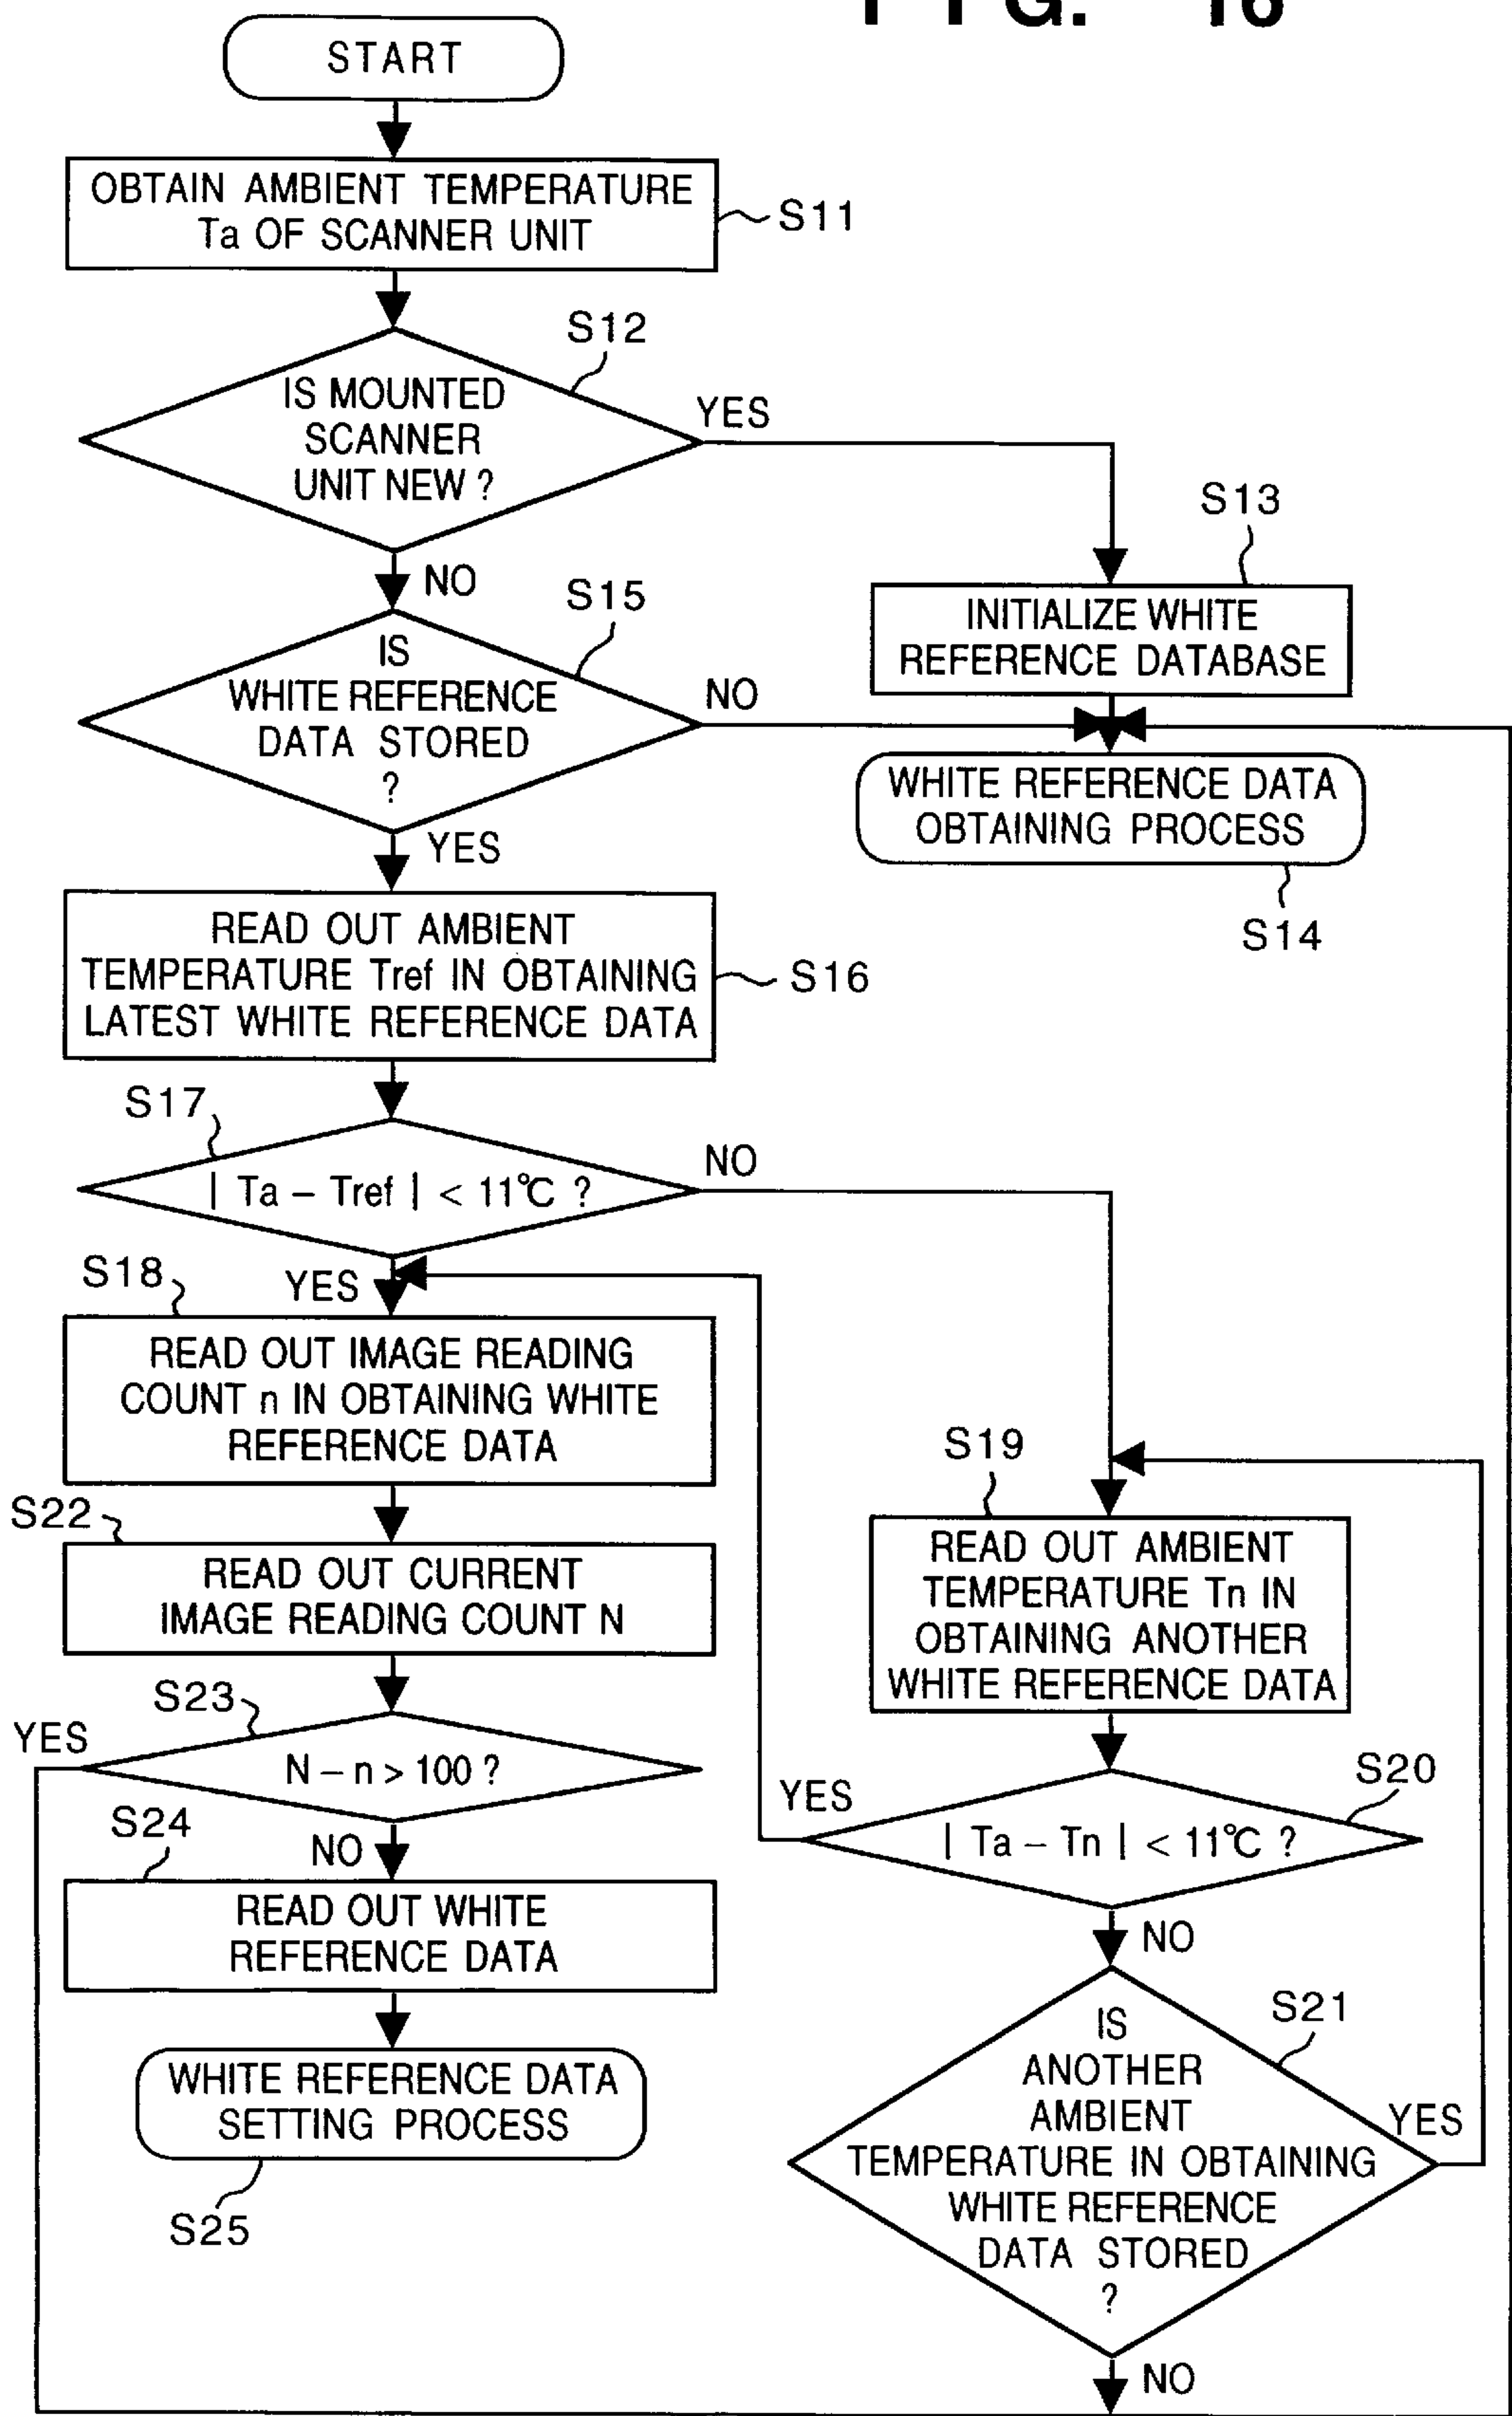 START
OBTAIN AMBIENT TEMPERATURE
Ta OF SCANNER UNIT
S11
S12
IS MOUNTED
SCANNER
UNIT NEW ?
YES
NO
S13
INITIALIZE WHITE
REFERENCE DATABASE
S15
IS
WHITE REFERENCE
DATA STORED
?
NO
YES
WHITE REFERENCE DATA
OBTAINING PROCESS
S14
READ OUT AMBIENT
TEMPERATURE Tref IN OBTAINING
LATEST WHITE REFERENCE DATA
S16
S17
| Ta – Tref | < 11℃ ?
NO
YES
S18
READ OUT IMAGE READING
COUNT n IN OBTAINING WHITE
REFERENCE DATA
S22
READ OUT CURRENT
IMAGE READING COUNT N
S23
YES
N – n > 100 ?
NO
S24
READ OUT WHITE
REFERENCE DATA
WHITE REFERENCE DATA
SETTING PROCESS
S25
S19
READ OUT AMBIENT
TEMPERATURE Tn IN
OBTAINING ANOTHER
WHITE REFERENCE DATA
S20
YES
| Ta – Tn | < 11℃ ?
NO
S21
IS
ANOTHER
AMBIENT
TEMPERATURE IN OBTAINING
WHITE REFERENCE
DATA STORED
?
YES
NO